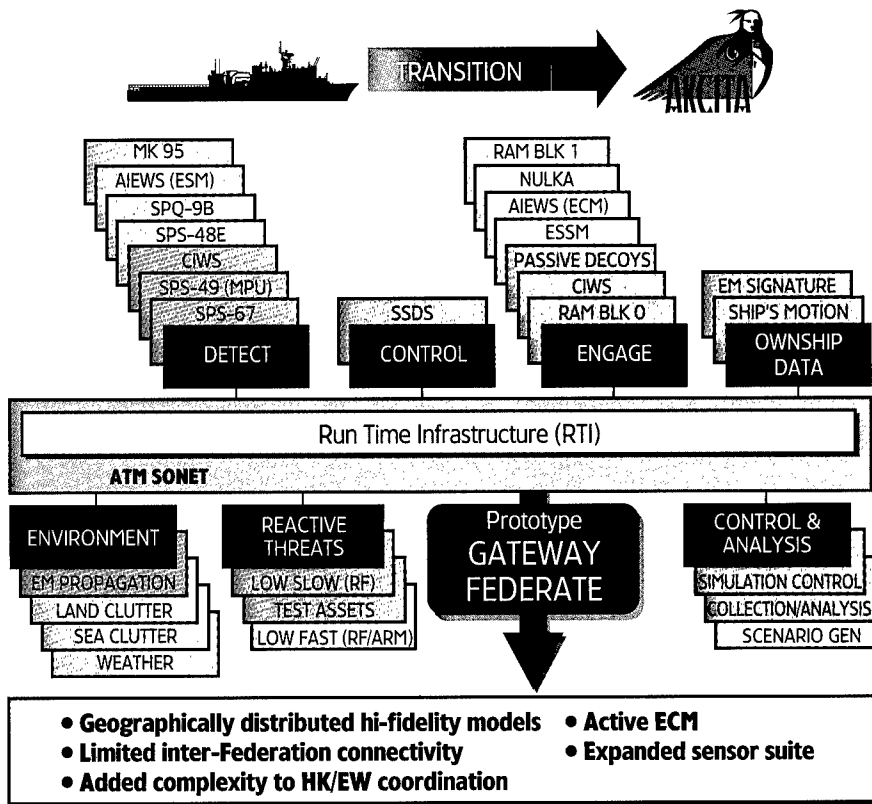 TRANSITION
AKCITA
MK 95
AIEWS (ESM)
SPQ-9B
SPS-48E
CIWS
SPS-49 (MPU)
SPS-67
DETECT
SSDS
CONTROL
RAM BLK 1
NULKA
AIEWS (ECM)
ESSM
PASSIVE DECOYS
CIWS
RAM BLK 0
ENGAGE
EM SIGNATURE
SHIP'S MOTION
OWNSHIP
DATA
Run Time Infrastructure (RTI)
ATM SONET
ENVIRONMENT
EM PROPAGATION
LAND CLUTTER
SEA CLUTTER
WEATHER
REACTIVE
THREATS
LOW SLOW (RF)
TEST ASSETS
LOW FAST (RF/ARM)
Prototype
GATEWAY
FEDERATE
CONTROL &
ANALYSIS
SIMULATION CONTROL
COLLECTION/ANALYSIS
SCENARIO GEN
• Geographically distributed hi-fidelity models
• Limited inter-Federation connectivity
• Added complexity to HK/EW coordination
• Active ECM
• Expanded sensor suite